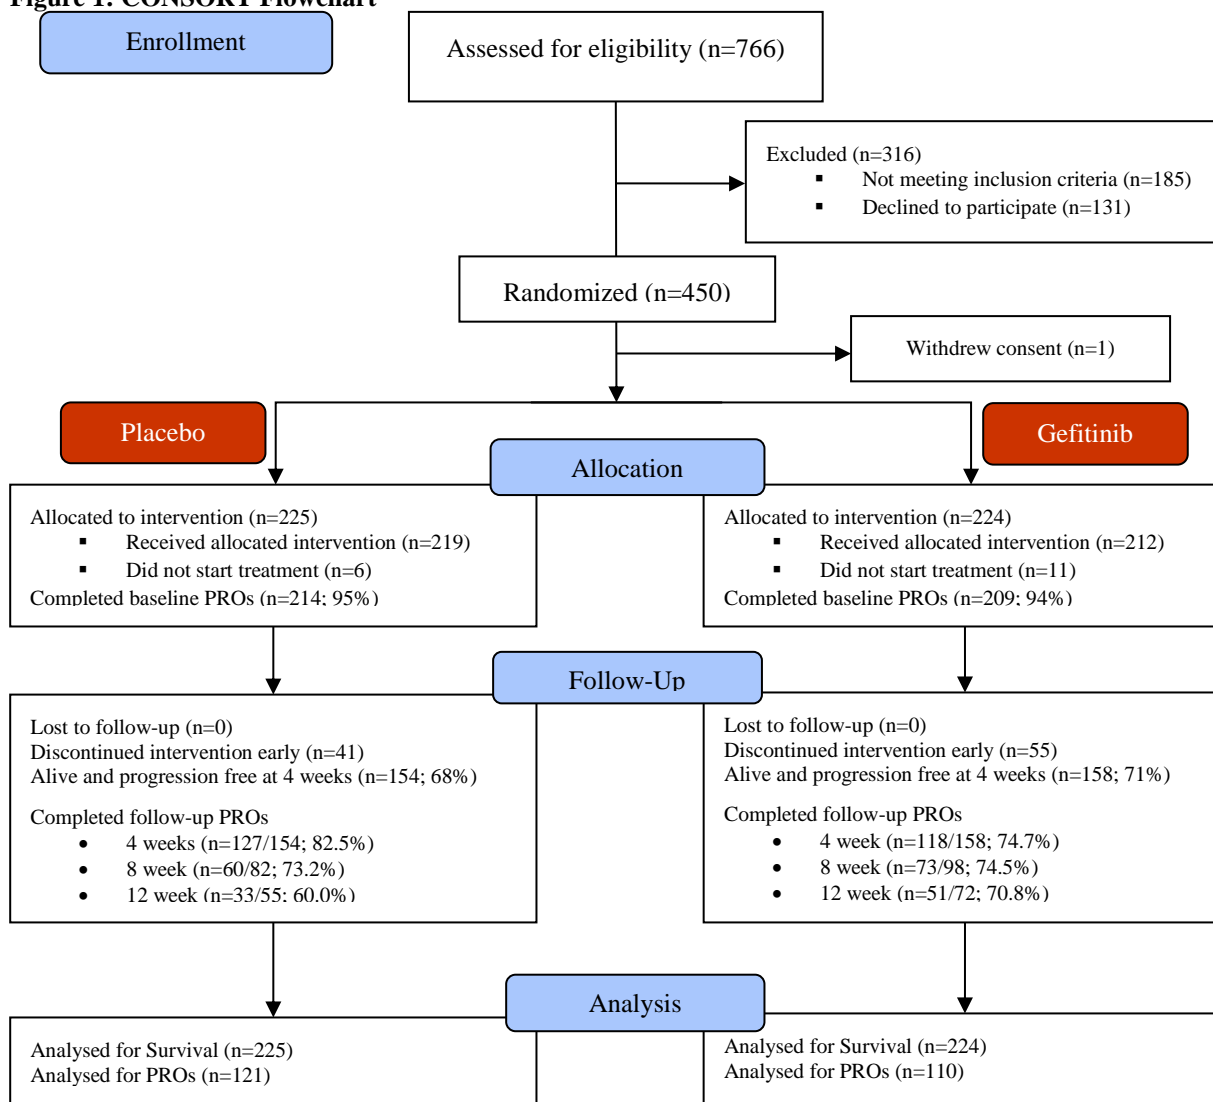 Figure 1: CONSORT Flowchart
Enrollment
Assessed for eligibility (n=766)
Excluded (n=316)
▪ Not meeting inclusion criteria (n=185)
▪ Declined to participate (n=131)
Randomized (n=450)
Withdrew consent (n=1)
Placebo
Gefitinib
Allocation
Allocated to intervention (n=225)
▪ Received allocated intervention (n=219)
▪ Did not start treatment (n=6)
Completed baseline PROs (n=214; 95%)
Allocated to intervention (n=224)
▪ Received allocated intervention (n=212)
▪ Did not start treatment (n=11)
Completed baseline PROs (n=209; 94%)
Follow-Up
Lost to follow-up (n=0)
Discontinued intervention early (n=41)
Alive and progression free at 4 weeks (n=154; 68%)
Completed follow-up PROs
• 4 weeks (n=127/154; 82.5%)
• 8 week (n=60/82; 73.2%)
• 12 week (n=33/55; 60.0%)
Lost to follow-up (n=0)
Discontinued intervention early (n=55)
Alive and progression free at 4 weeks (n=158; 71%)
Completed follow-up PROs
• 4 week (n=118/158; 74.7%)
• 8 week (n=73/98; 74.5%)
• 12 week (n=51/72; 70.8%)
Analysis
Analysed for Survival (n=225)
Analysed for PROs (n=121)
Analysed for Survival (n=224)
Analysed for PROs (n=110)